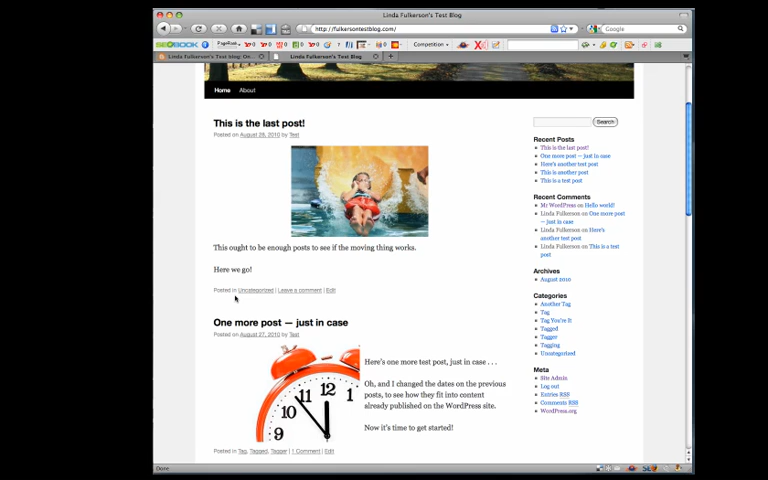 Linda Fulkerson's Test Blog
http://fulkersontestblog.com/
Google
SEOBOOK
PageRank
Competition
Linda Fulkerson's Test blog: On...
Linda Fulkerson's Test Blog
Home
About
This is the last post!
Posted on August 28, 2010 by Test
This ought to be enough posts to see if the moving thing works.
Here we go!
Posted in Uncategorized | Leave a comment | Edit
One more post — just in case
Posted on August 27, 2010 by Test
12
1
11
10
9
Here's one more test post, just in case . . .
Oh, and I changed the dates on the previous
posts, to see how they fit into content
already published on the WordPress site.
Now it's time to get started!
Posted in Tag, Tagged, Tagger | 1 Comment | Edit
Search
Recent Posts
This is the last post!
One more post — just in case
Here's another test post
This is another post
This is a test post
Recent Comments
Mr WordPress on Hello world!
Linda Fulkerson on One more post
— just in case
Linda Fulkerson on Here's
another test post
Linda Fulkerson on This is a test
post
Archives
August 2010
Categories
Another Tag
Tag
Tag You're It
Tagged
Tagger
Tagging
Uncategorized
Meta
Site Admin
Log out
Entries RSS
Comments RSS
WordPress.org
Done